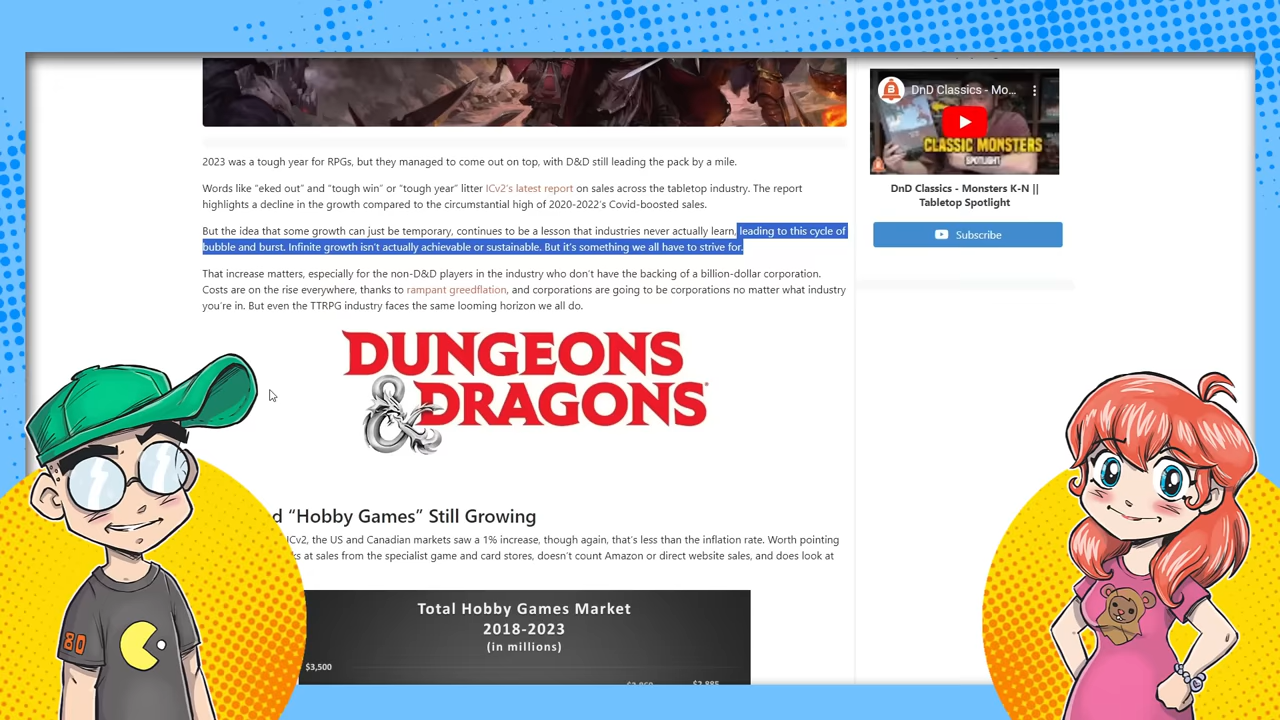 2023 was a tough year for RPGs, but they managed to come out on top, with D&D still leading the pack by a mile.
Words like “eked out” and “tough win” or “tough year” litter ICv2’s latest report on sales across the tabletop industry. The report
highlights a decline in the growth compared to the circumstantial high of 2020-2022’s Covid-boosted sales.
But the idea that some growth can just be temporary, continues to be a lesson that industries never actually learn, leading to this cycle of
bubble and burst. Infinite growth isn’t actually achievable or sustainable. But it’s something we all have to strive for.
That increase matters, especially for the non-D&D players in the industry who don’t have the backing of a billion-dollar corporation.
Costs are on the rise everywhere, thanks to rampant greedflation, and corporations are going to be corporations no matter what industry
you’re in. But even the TTRPG industry faces the same looming horizon we all do.
DUNGEONS
& DRAGONS
“Hobby Games” Still Growing
ICv2, the US and Canadian markets saw a 1% increase, though again, that’s less than the inflation rate. Worth pointing
at sales from the specialist game and card stores, doesn’t count Amazon or direct website sales, and does look at
Total Hobby Games Market
2018-2023
(in millions)
$3,500
DnD Classics - Mo...
CLASSIC MONSTERS
SPOTLIGHT
DnD Classics - Monsters K-N ||
Tabletop Spotlight
Subscribe
80